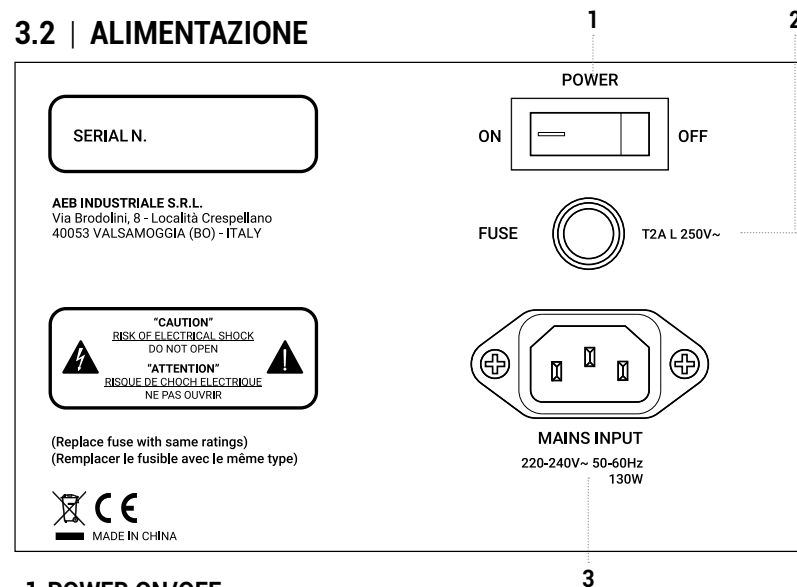 3.2 | ALIMENTAZIONE
1
2
POWER
ON
OFF
SERIAL N.
AEB INDUSTRIALE S.R.L.
Via Brodolini, 8 - Località Crespellano
40053 VALSAMOGGIA (BO) - ITALY
FUSE
T2A L 250V~
"CAUTION"
RISK OF ELECTRICAL SHOCK
DO NOT OPEN
"ATTENTION"
RISQUE DE CHOCH ELECTRIQUE
NE PAS OUVRIR
(Replace fuse with same ratings)
(Remplacer le fusible avec le même type)
MAINS INPUT
220-240V~ 50-60Hz
130W
CE
MADE IN CHINA
3
1. POWER ON/OFF